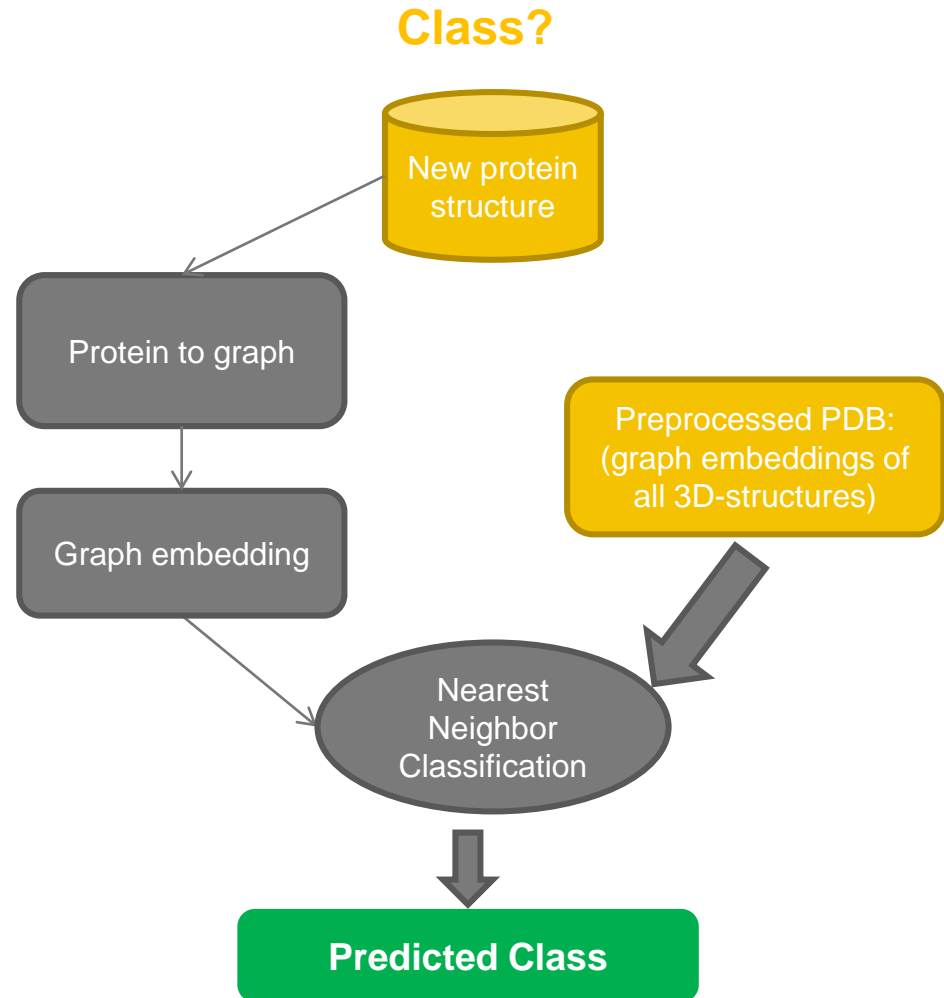 Class?
New protein
structure
Protein to graph
Preprocessed PDB:
(graph embeddings of
all 3D-structures)
Graph embedding
Nearest
Neighbor
Classification
Predicted Class